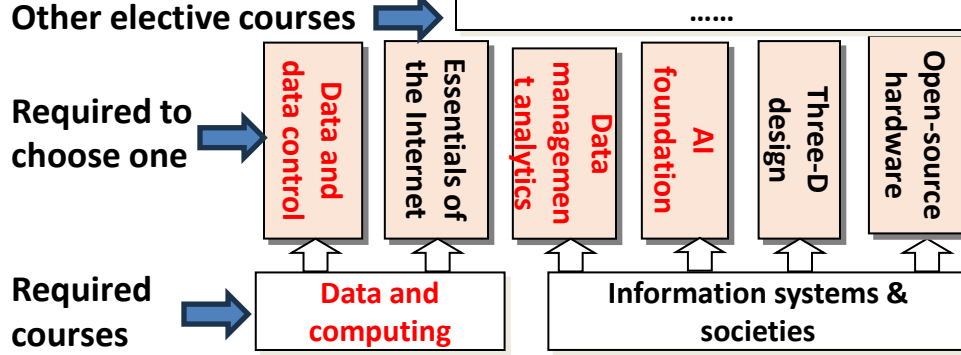 Other elective courses
......
Required to
choose one
Data and
data control
Essentials of
the Internet
Data
managemen
t analytics
AI
foundation
Three-D
design
Open-source
hardware
Required
courses
Data and
computing
Information systems &
societies